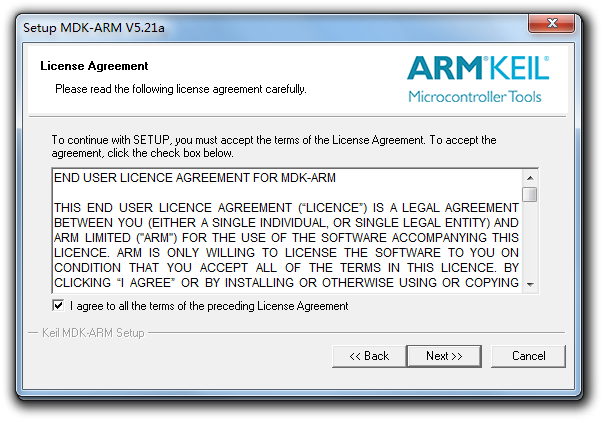 Setup MDK-ARM V5.21a
License Agreement
Please read the following license agreement carefully.
ARM®KEIL®
Microcontroller Tools
To continue with SETUP, you must accept the terms of the License Agreement. To accept the
agreement, click the check box below.
END USER LICENCE AGREEMENT FOR MDK-ARM
THIS END USER LICENCE AGREEMENT (“LICENCE”) IS A LEGAL AGREEMENT
BETWEEN YOU (EITHER A SINGLE INDIVIDUAL, OR SINGLE LEGAL ENTITY) AND
ARM LIMITED ("ARM") FOR THE USE OF THE SOFTWARE ACCOMPANYING THIS
LICENCE. ARM IS ONLY WILLING TO LICENSE THE SOFTWARE TO YOU ON
CONDITION THAT YOU ACCEPT ALL OF THE TERMS IN THIS LICENCE. BY
CLICKING “I AGREE” OR BY INSTALLING OR OTHERWISE USING OR COPYING
I agree to all the terms of the preceding License Agreement
Keil MDK-ARM Setup
<< Back
Next >>
Cancel